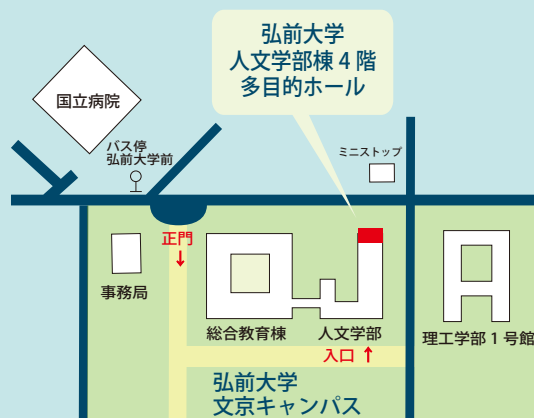 弘前大学
人文学部棟 4 階
多目的ホール
国立病院
バス停
弘前大学前
ミニストップ
正門
↓
事務局
総合教育棟
人文学部
入口 ↑
理工学部 1 号館
弘前大学
文京キャンパス